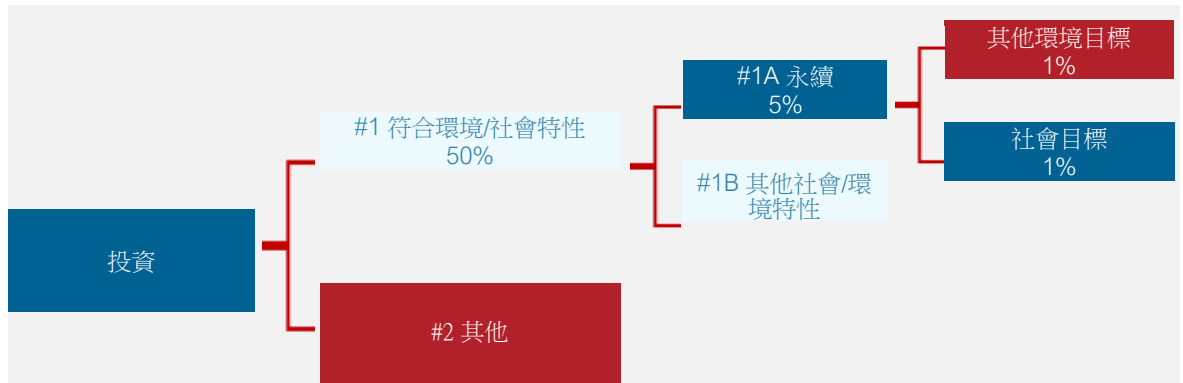 其他環境目標
1%
#1A 永續
5%
#1 符合環境/社會特性
50%
社會目標
1%
#1B 其他社會/環
境特性
投資
#2 其他